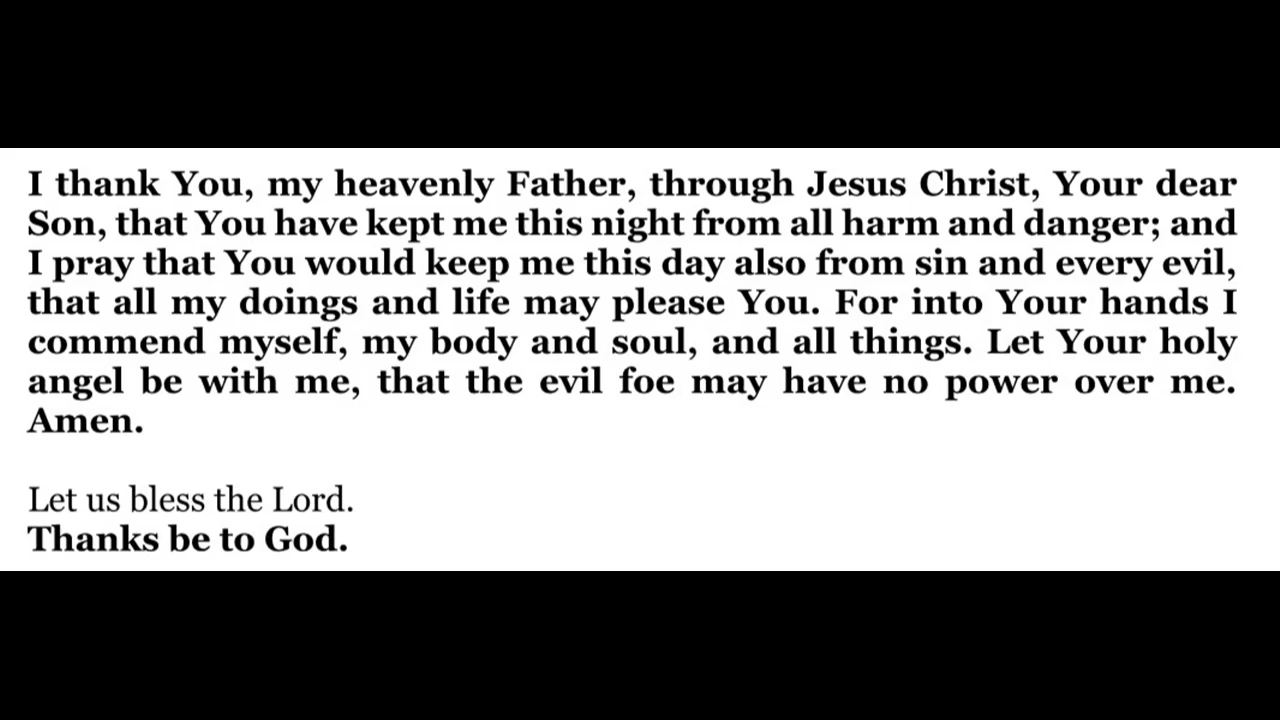 I thank You, my heavenly Father, through Jesus Christ, Your dear
Son, that You have kept me this night from all harm and danger; and
I pray that You would keep me this day also from sin and every evil,
that all my doings and life may please You. For into Your hands I
commend myself, my body and soul, and all things. Let Your holy
angel be with me, that the evil foe may have no power over me.
Amen.
Let us bless the Lord.
Thanks be to God.